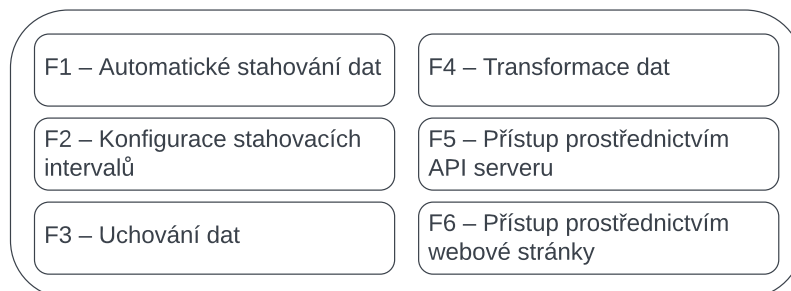 F1 – Automatické stahování dat
F2 – Konfigurace stahovacích
intervalů
F3 – Uchování dat
F4 – Transformace dat
F5 – Přístup prostřednictvím
API serveru
F6 – Přístup prostřednictvím
webové stránky